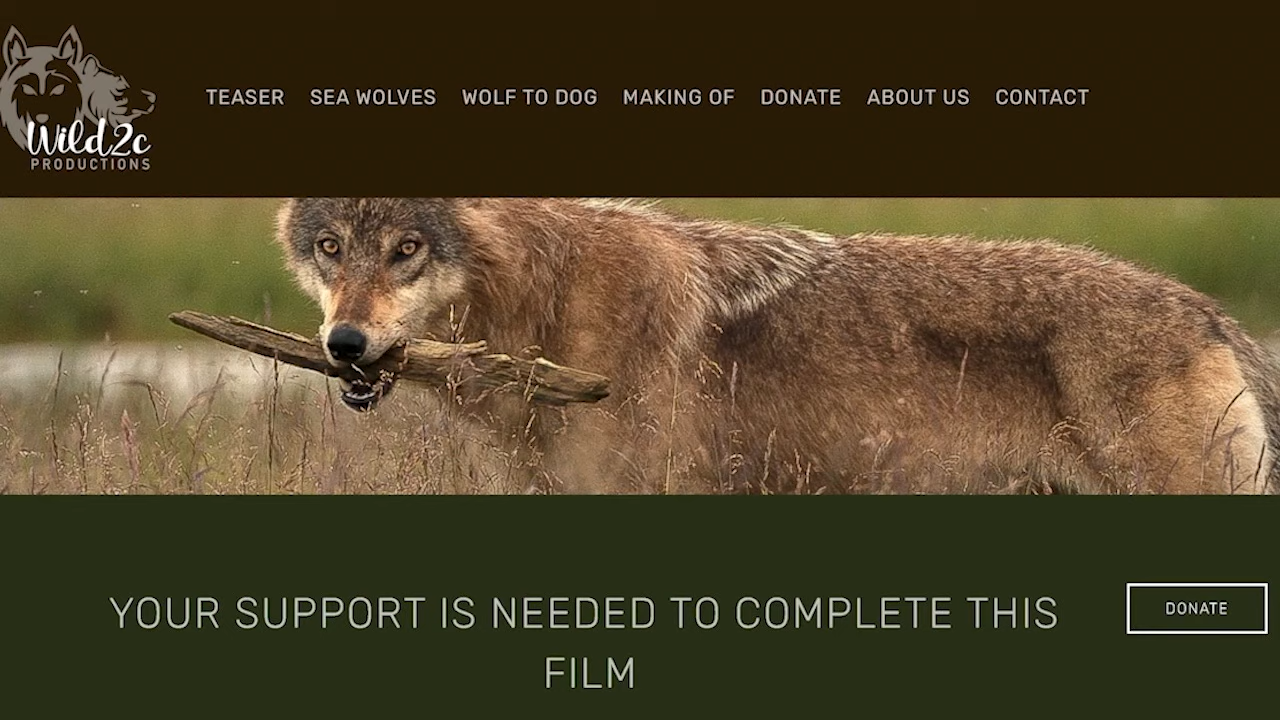 TEASER SEA WOLVES WOLF TO DOG MAKING OF DONATE ABOUT US CONTACT
Wild2c
PRODUCTIONS
YOUR SUPPORT IS NEEDED TO COMPLETE THIS
FILM
DONATE